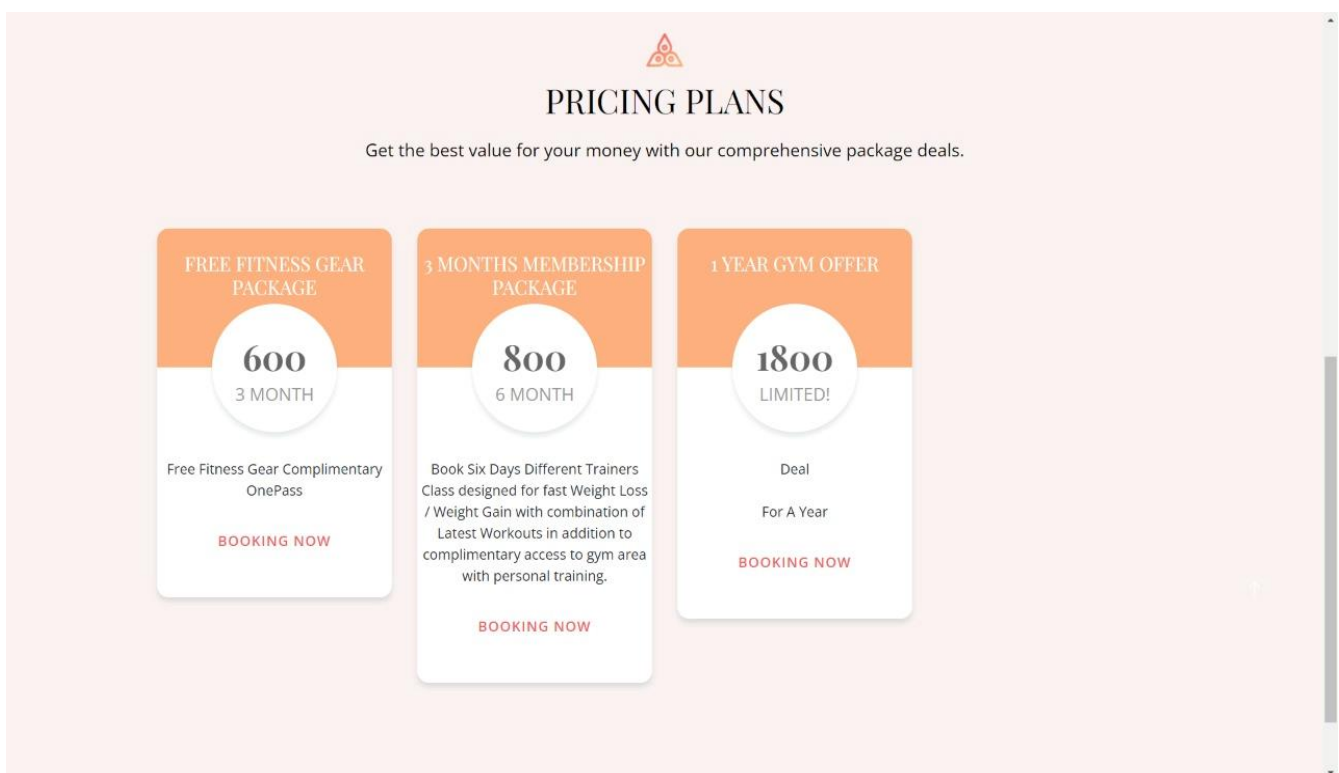 PRICING PLANS
Get the best value for your money with our comprehensive package deals.
FREE FITNESS GEAR
PACKAGE
600
3 MONTH
Free Fitness Gear Complimentary
OnePass
BOOKING NOW
3 MONTHS MEMBERSHIP
PACKAGE
800
6 MONTH
Book Six Days Different Trainers
Class designed for fast Weight Loss
/ Weight Gain with combination of
Latest Workouts in addition to
complimentary access to gym area
with personal training.
BOOKING NOW
1 YEAR GYM OFFER
1800
LIMITED!
Deal
For A Year
BOOKING NOW